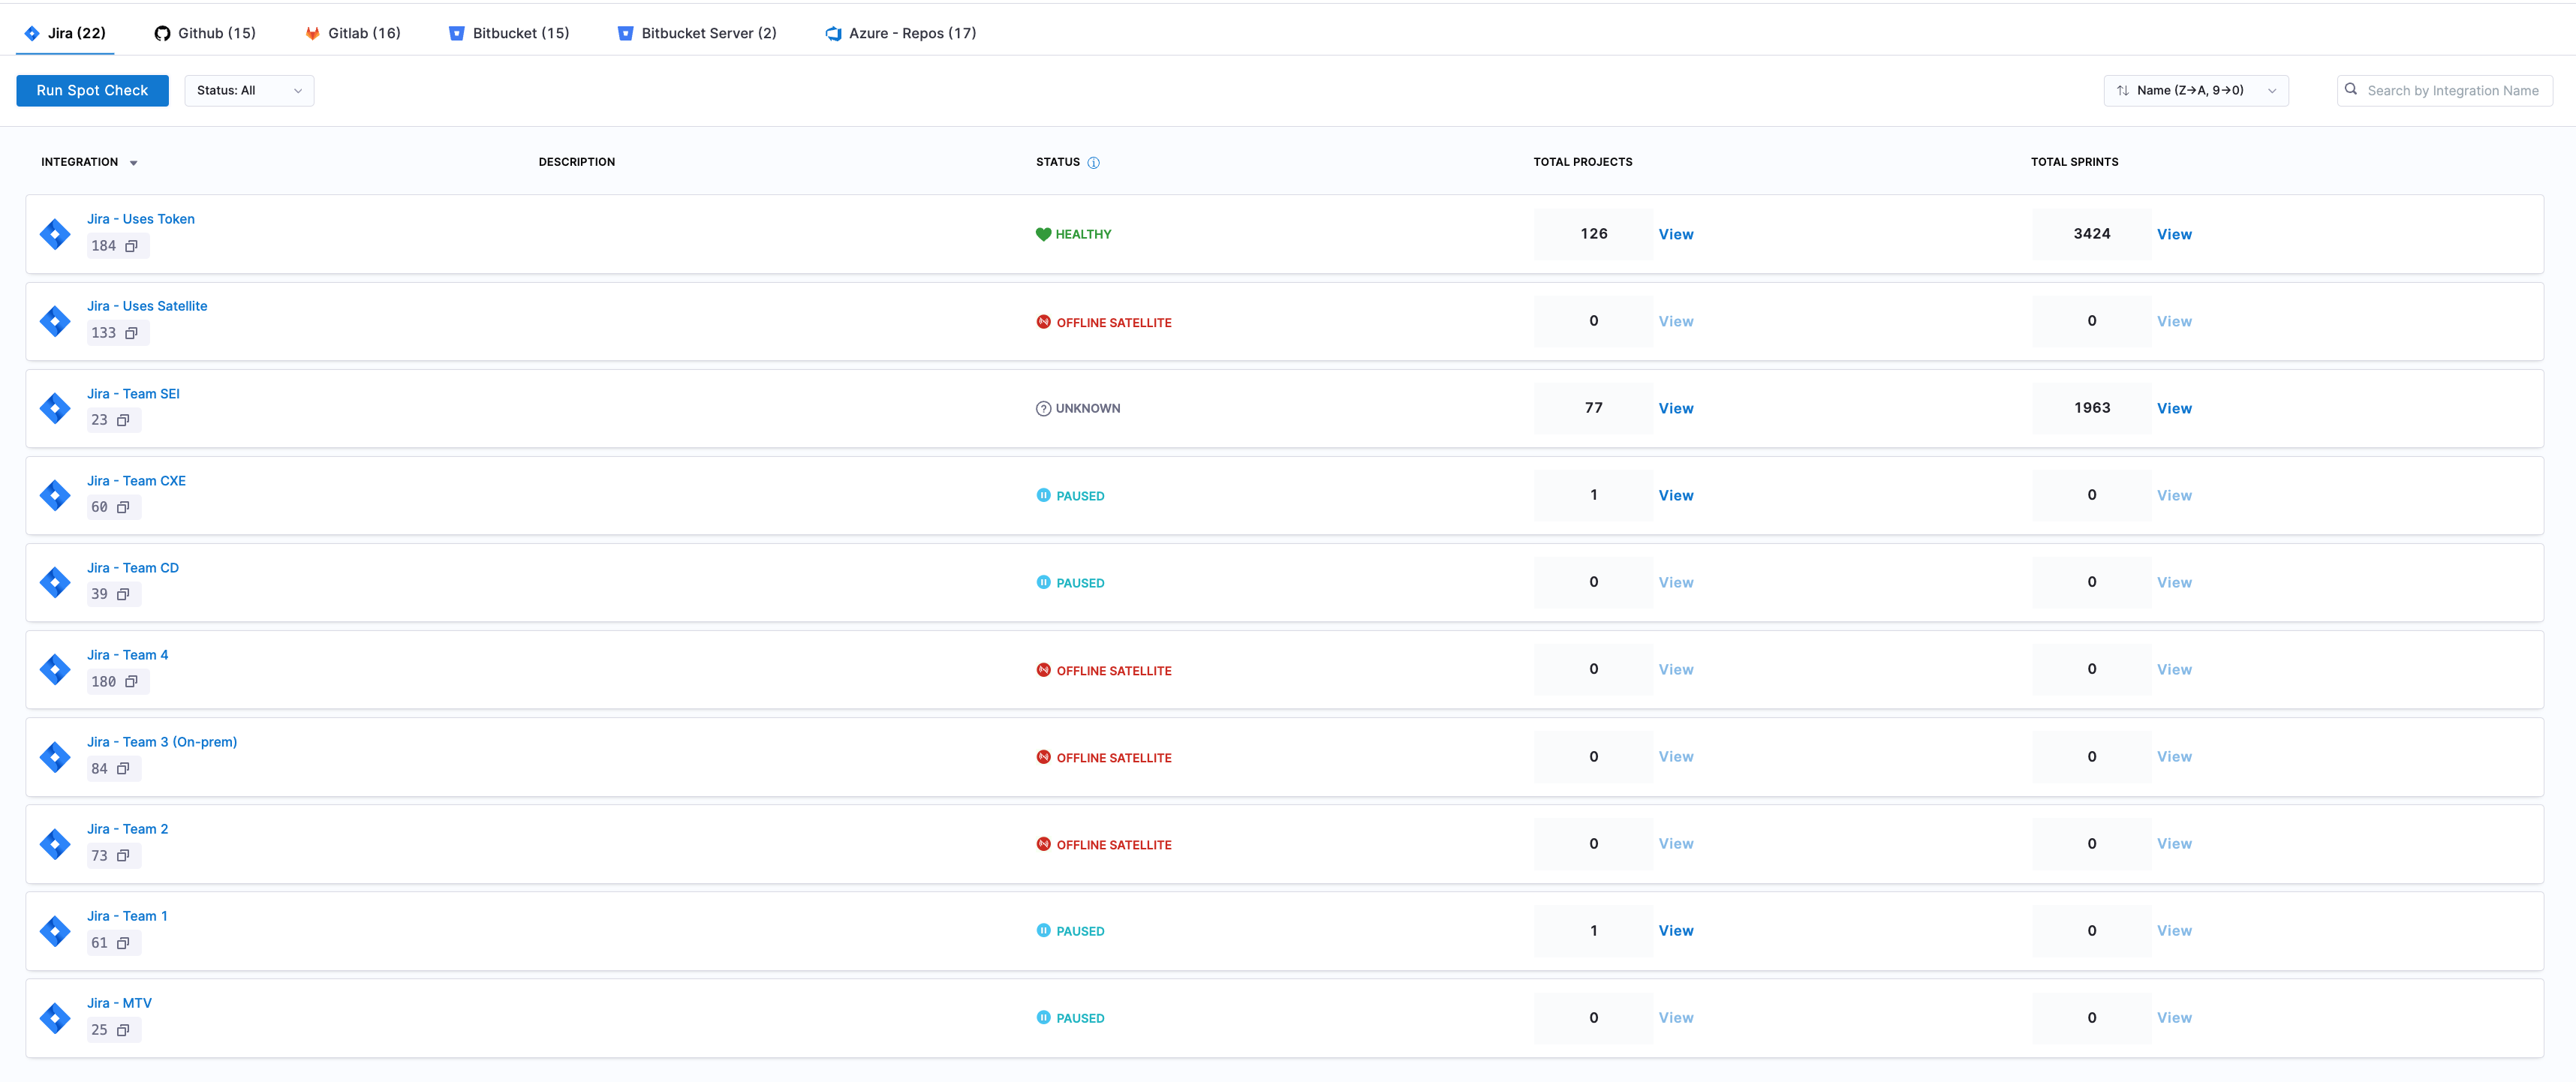 Jira (22) Github (15) Gitlab (16) Bitbucket (15) Bitbucket Server (2) Azure - Repos (17)
Run Spot Check Status: All Name (Z→A, 9→0) Search by Integration Name
INTEGRATION DESCRIPTION STATUS TOTAL PROJECTS TOTAL SPRINTS
Jira - Uses Token
184 HEALTHY 126 View 3424 View
Jira - Uses Satellite
133 OFFLINE SATELLITE 0 View 0 View
Jira - Team SEI
23 UNKNOWN 77 View 1963 View
Jira - Team CXE
60 PAUSED 1 View 0 View
Jira - Team CD
39 PAUSED 0 View 0 View
Jira - Team 4
180 OFFLINE SATELLITE 0 View 0 View
Jira - Team 3 (On-prem)
84 OFFLINE SATELLITE 0 View 0 View
Jira - Team 2
73 OFFLINE SATELLITE 0 View 0 View
Jira - Team 1
61 PAUSED 1 View 0 View
Jira - MTV
25 PAUSED 0 View 0 View